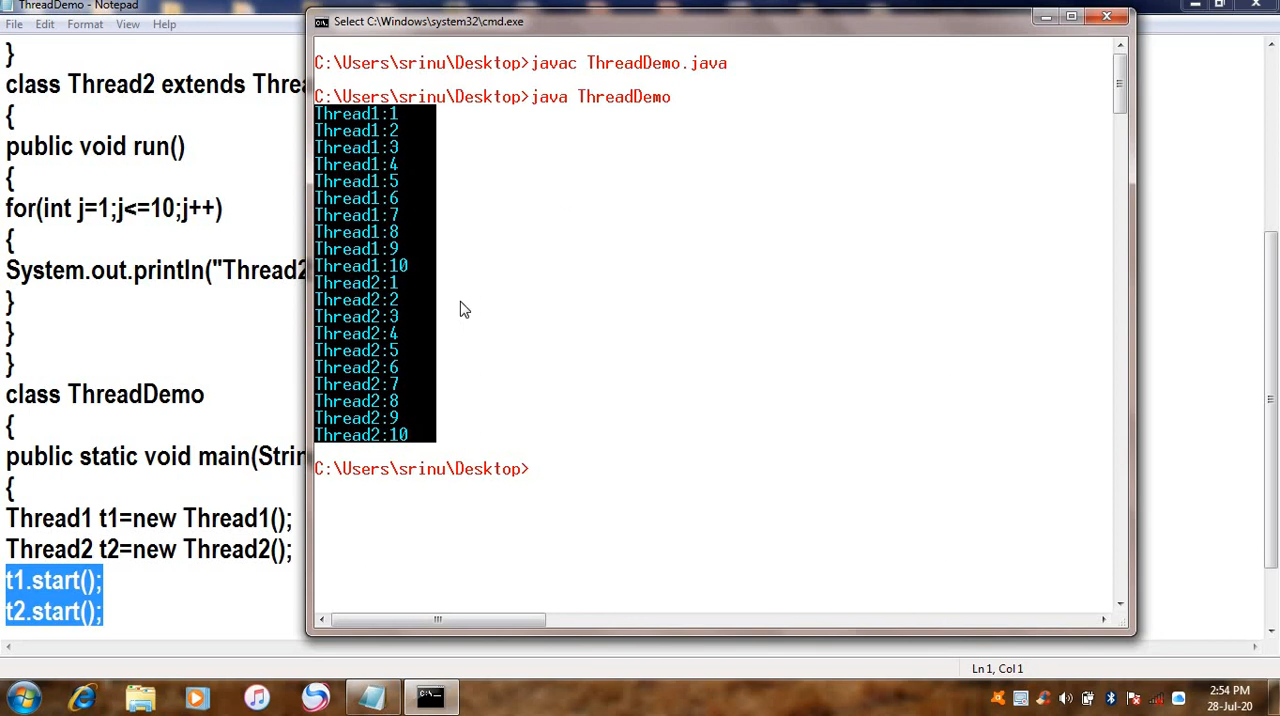 ThreadDemo - Notepad
File Edit Format View Help
}
class Thread2 extends Threa
{
public void run()
{
for(int j=1;j<=10;j++)
{
System.out.println("Thread2
}
}
}
class ThreadDemo
{
public static void main(Strin
{
Thread1 t1=new Thread1();
Thread2 t2=new Thread2();
t1.start();
t2.start();
Select C:\Windows\system32\cmd.exe
C:\Users\srinu\Desktop>javac ThreadDemo.java
C:\Users\srinu\Desktop>java ThreadDemo
Thread1:1
Thread1:2
Thread1:3
Thread1:4
Thread1:5
Thread1:6
Thread1:7
Thread1:8
Thread1:9
Thread1:10
Thread2:1
Thread2:2
Thread2:3
Thread2:4
Thread2:5
Thread2:6
Thread2:7
Thread2:8
Thread2:9
Thread2:10
C:\Users\srinu\Desktop>
Ln 1, Col 1
2:54 PM
28-Jul-20